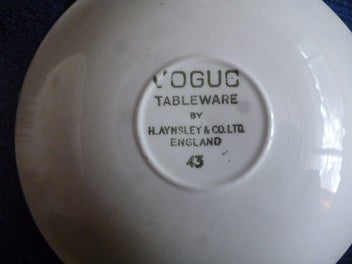 VOGUE
TABLEWARE
BY
H.AYNSLEY & CO.LTD.
ENGLAND
43